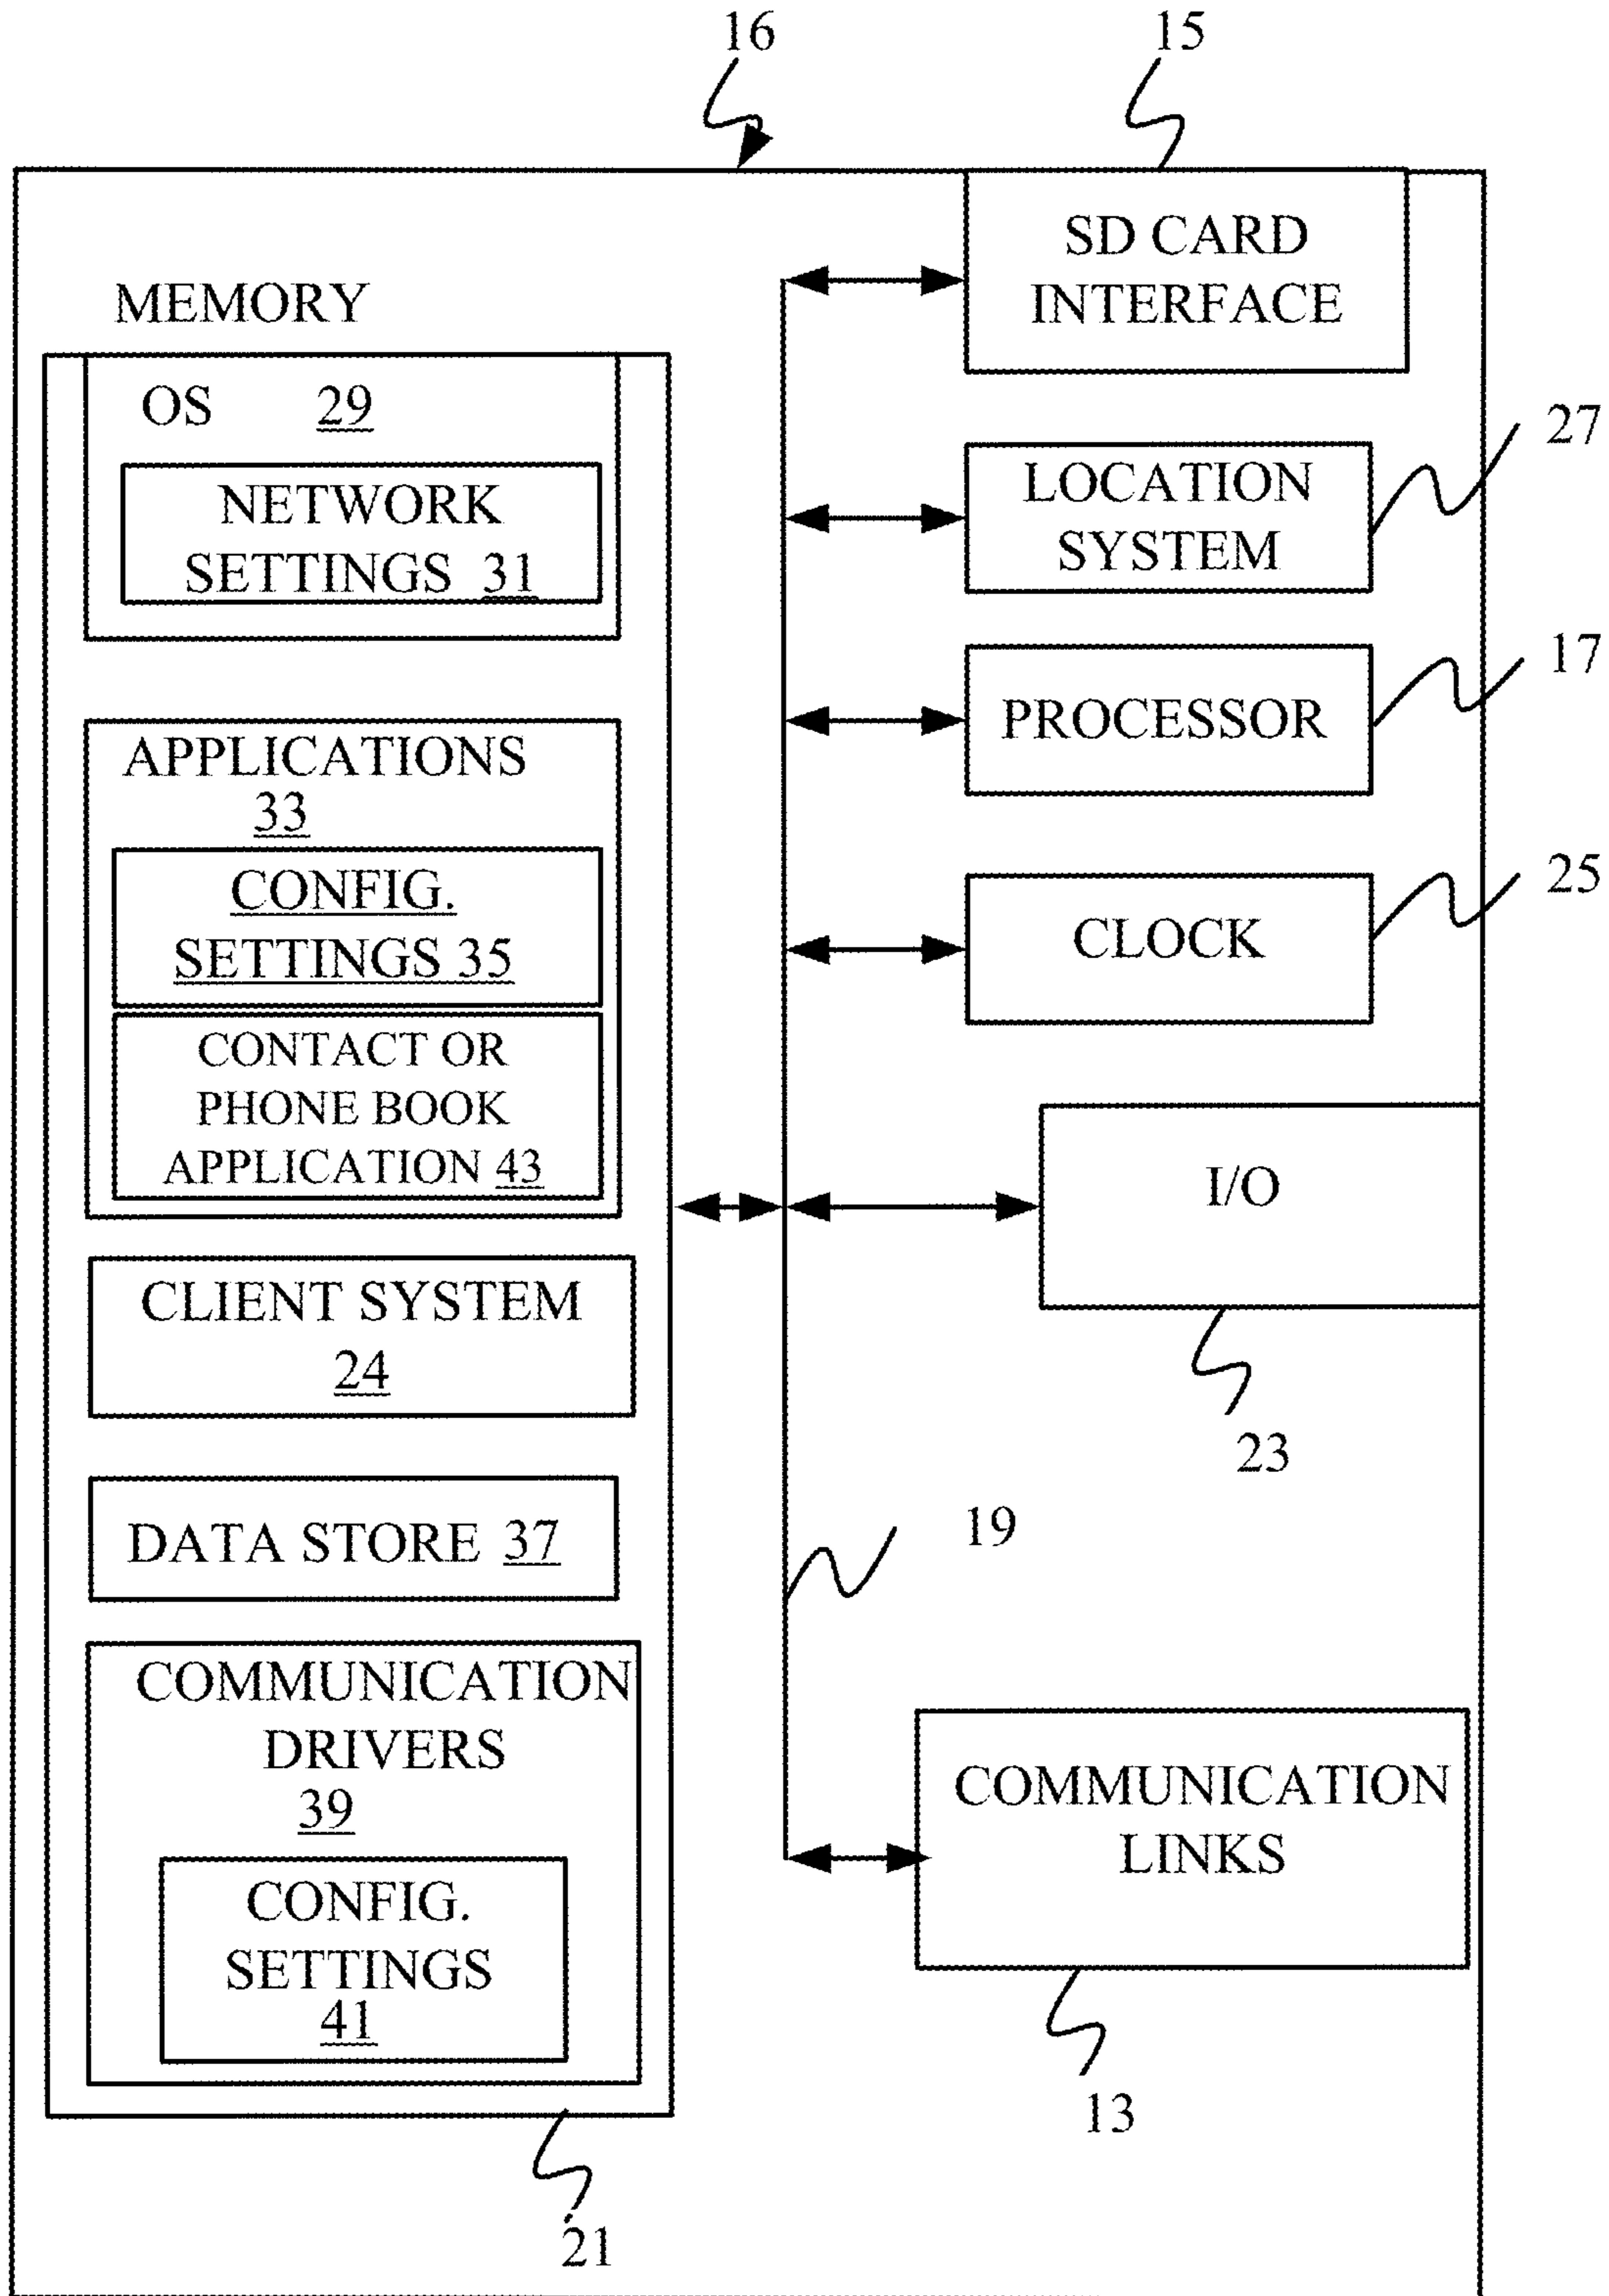 16
15
SD CARD
INTERFACE
MEMORY
OS 29
NETWORK
SETTINGS 31
27
LOCATION
SYSTEM
17
PROCESSOR
APPLICATIONS
33
CONFIG.
SETTINGS 35
25
CLOCK
CONTACT OR
PHONE BOOK
APPLICATION 43
I/O
23
CLIENT SYSTEM
24
DATA STORE 37
19
COMMUNICATION
DRIVERS
39
CONFIG.
SETTINGS
41
COMMUNICATION
LINKS
13
21